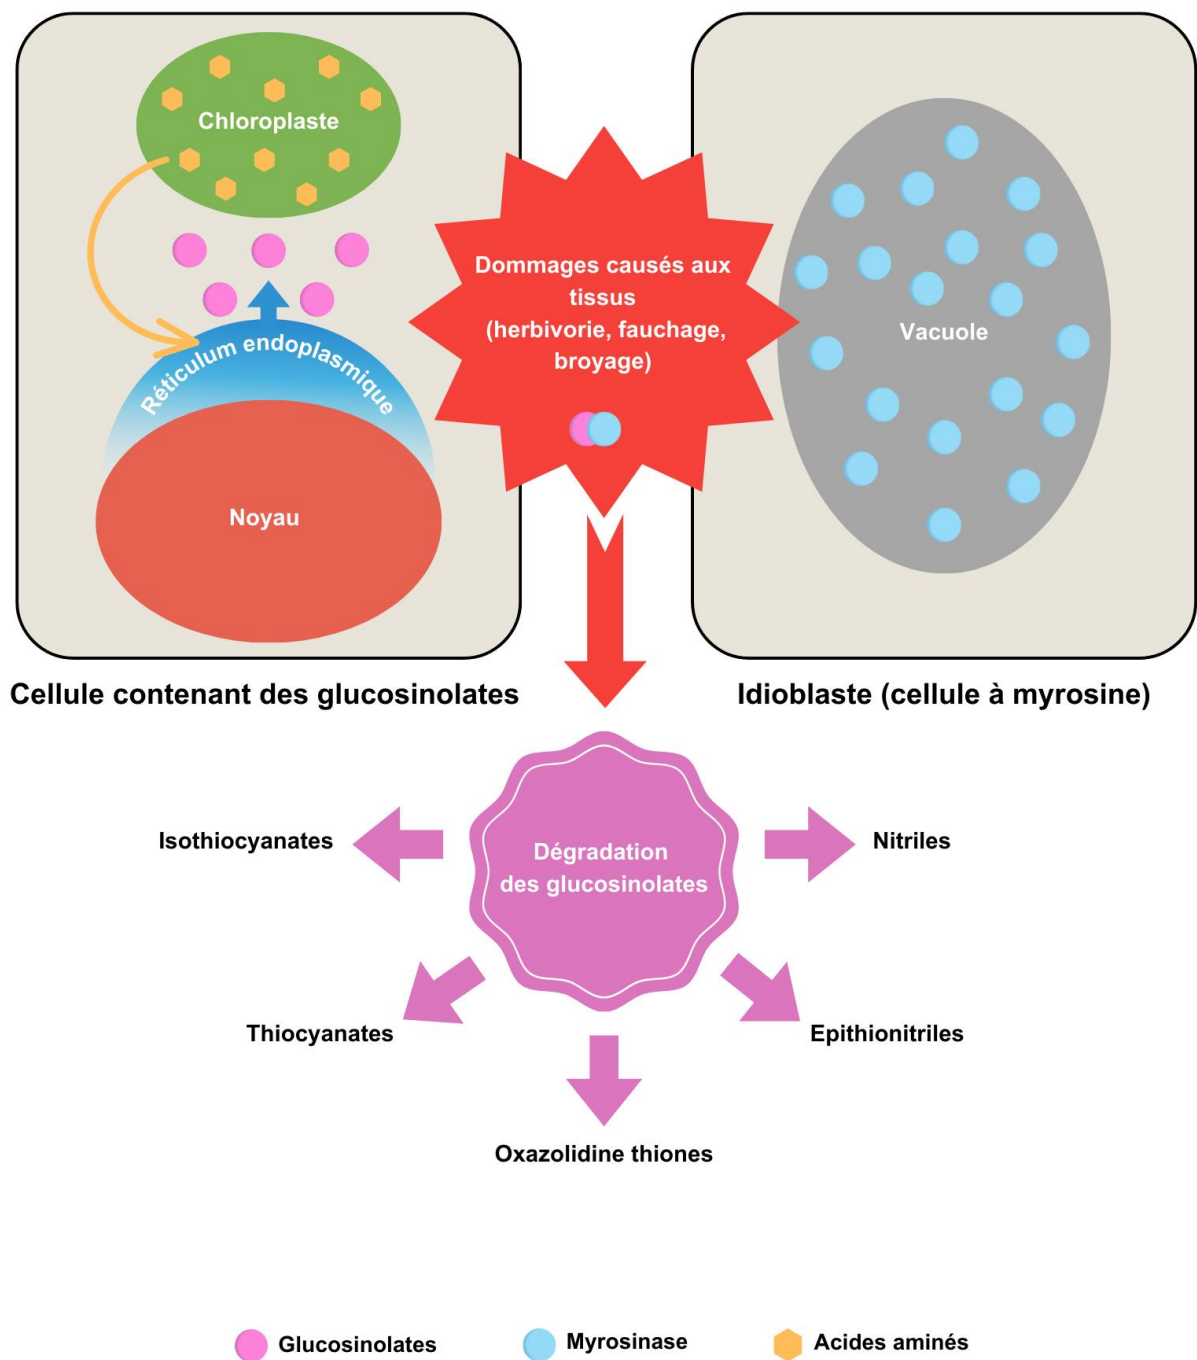 Chloroplaste
Réticulum endoplasmique
Noyau
Dommages causés aux
tissus
(herbivorie, fauchage,
broyage)
Vacuole
Cellule contenant des glucosinolates
Idioblaste (cellule à myrosine)
Dégradation
des glucosinolates
Isothiocyanates
Nitriles
Thiocyanates
Epithionitriles
Oxazolidine thiones
Glucosinolates
Myrosinase
Acides aminés